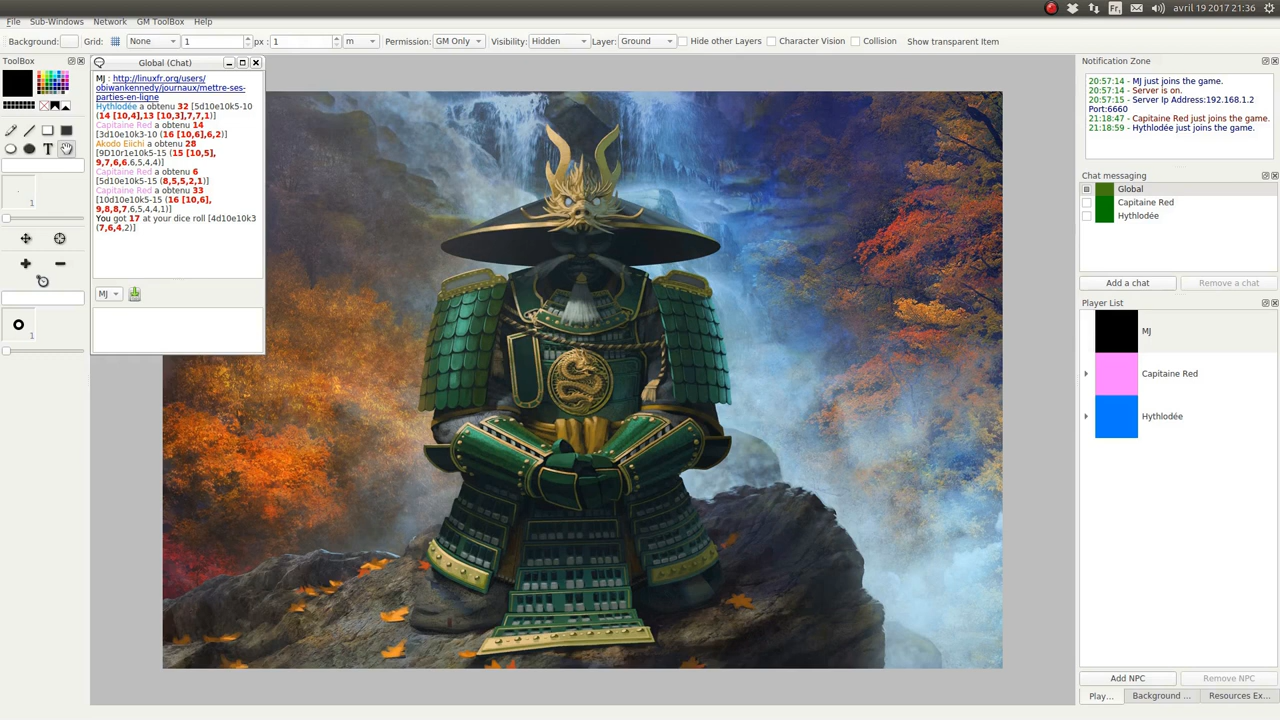 avril 19 2017 21:36
Fr
File Sub-Windows Network GM ToolBox Help
Background: Grid: None 1 px : 1 m Permission: GM Only Visibility: Hidden Layer: Ground Hide other Layers Character Vision Collision Show transparent Item
ToolBox
1
1
Global (Chat)
MJ : http://linuxfr.org/users/
obiwankennedy/journaux/mettre-ses-
parties-en-ligne
Hythlodée a obtenu 32 [5d10e10k5-10
(14 [10,4],13 [10,3],7,7,1)]
Capitaine Red a obtenu 14
[3d10e10k3-10 (16 [10,6],6,2)]
Akodo Eiichi a obtenu 28
[9D10r1e10k5-15 (15 [10,5],
9,7,6,6,6,5,4,4)]
Capitaine Red a obtenu 6
[5d10e10k5-15 (8,5,5,2,1)]
Capitaine Red a obtenu 33
[10d10e10k5-15 (16 [10,6],
9,8,8,7,6,5,4,4,1)]
You got 17 at your dice roll [4d10e10k3
(7,6,4,2)]
MJ
Notification Zone
20:57:14 - MJ just joins the game.
20:57:14 - Server is on.
20:57:15 - Server Ip Address:192.168.1.2
Port:6660
21:18:47 - Capitaine Red just joins the game.
21:18:59 - Hythlodée just joins the game.
Chat messaging
Global
Capitaine Red
Hythlodée
Add a chat Remove a chat
Player List
MJ
Capitaine Red
Hythlodée
Add NPC Remove NPC
Play... Background ... Resources Ex...